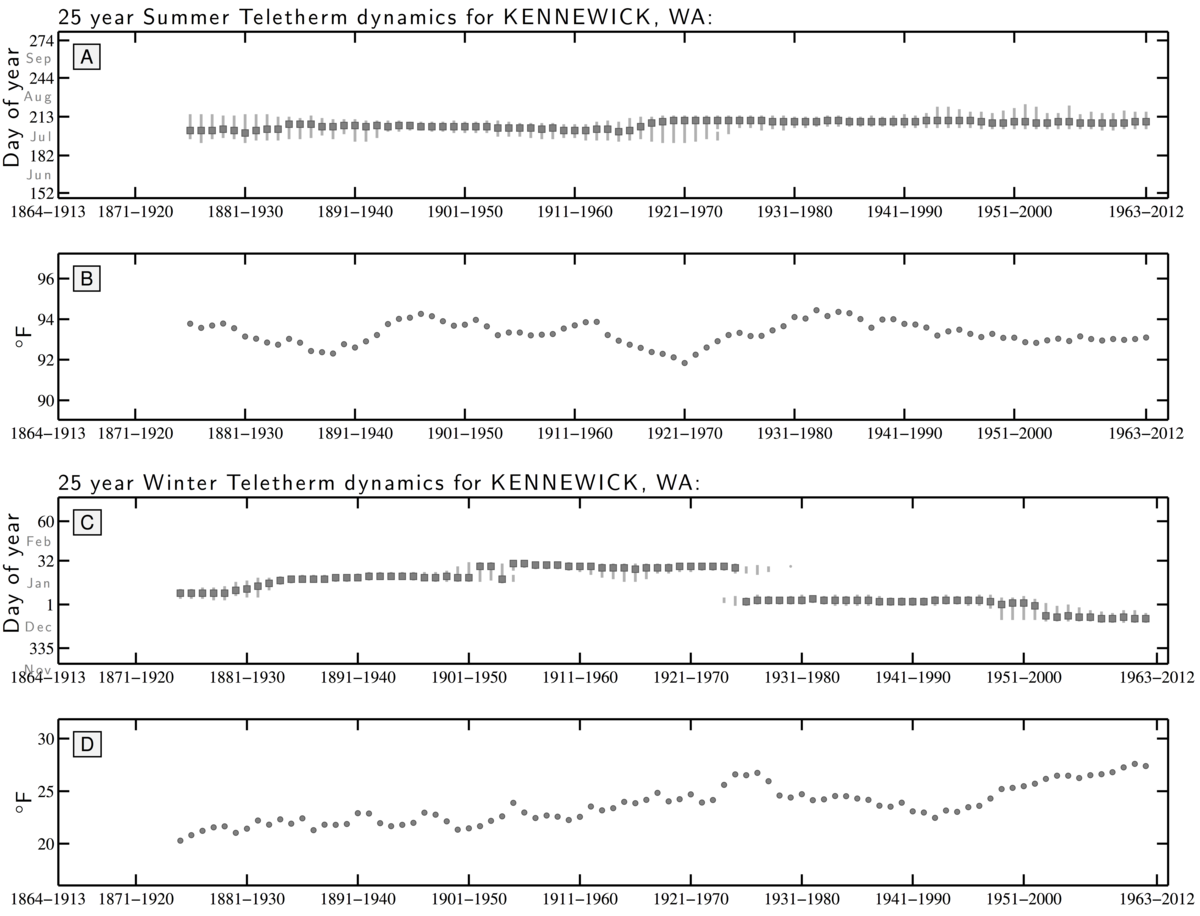 25 year Summer Teletherm dynamics for KENNEWICK, WA:
A
Day of year
274
Sep
244
Aug
213
Jul
182
Jun
152
1864–1913 1871–1920 1881–1930 1891–1940 1901–1950 1911–1960 1921–1970 1931–1980 1941–1990 1951–2000 1963–2012
B
°F
96
94
92
90
1864–1913 1871–1920 1881–1930 1891–1940 1901–1950 1911–1960 1921–1970 1931–1980 1941–1990 1951–2000 1963–2012
25 year Winter Teletherm dynamics for KENNEWICK, WA:
C
Day of year
60
Feb
32
Jan
1
Dec
335
Nov
1864–1913 1871–1920 1881–1930 1891–1940 1901–1950 1911–1960 1921–1970 1931–1980 1941–1990 1951–2000 1963–2012
D
°F
30
25
20
1864–1913 1871–1920 1881–1930 1891–1940 1901–1950 1911–1960 1921–1970 1931–1980 1941–1990 1951–2000 1963–2012